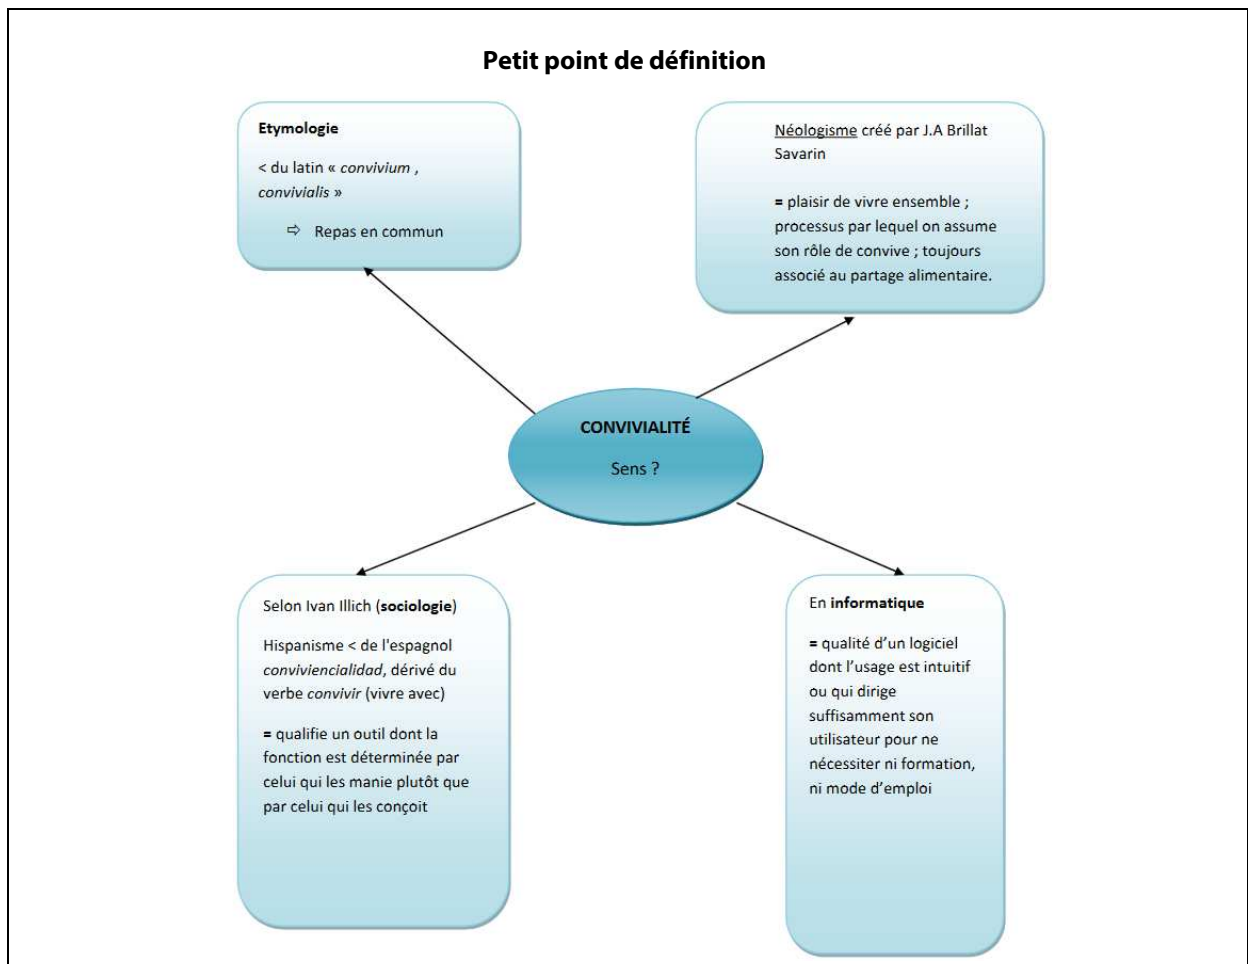 Petit point de définition
Etymologie
< du latin « convivium ,
convivialis »
⇨ Repas en commun
Néologisme créé par J.A Brillat
Savarin
= plaisir de vivre ensemble ;
processus par lequel on assume
son rôle de convive ; toujours
associé au partage alimentaire.
CONVIVIALITÉ
Sens ?
Selon Ivan Illich (sociologie)
Hispanisme < de l'espagnol
conviviencialidad, dérivé du
verbe convivir (vivre avec)
= qualifie un outil dont la
fonction est déterminée par
celui qui les manie plutôt que
par celui qui les conçoit
En informatique
= qualité d’un logiciel
dont l’usage est intuitif
ou qui dirige
suffisamment son
utilisateur pour ne
nécessiter ni formation,
ni mode d’emploi